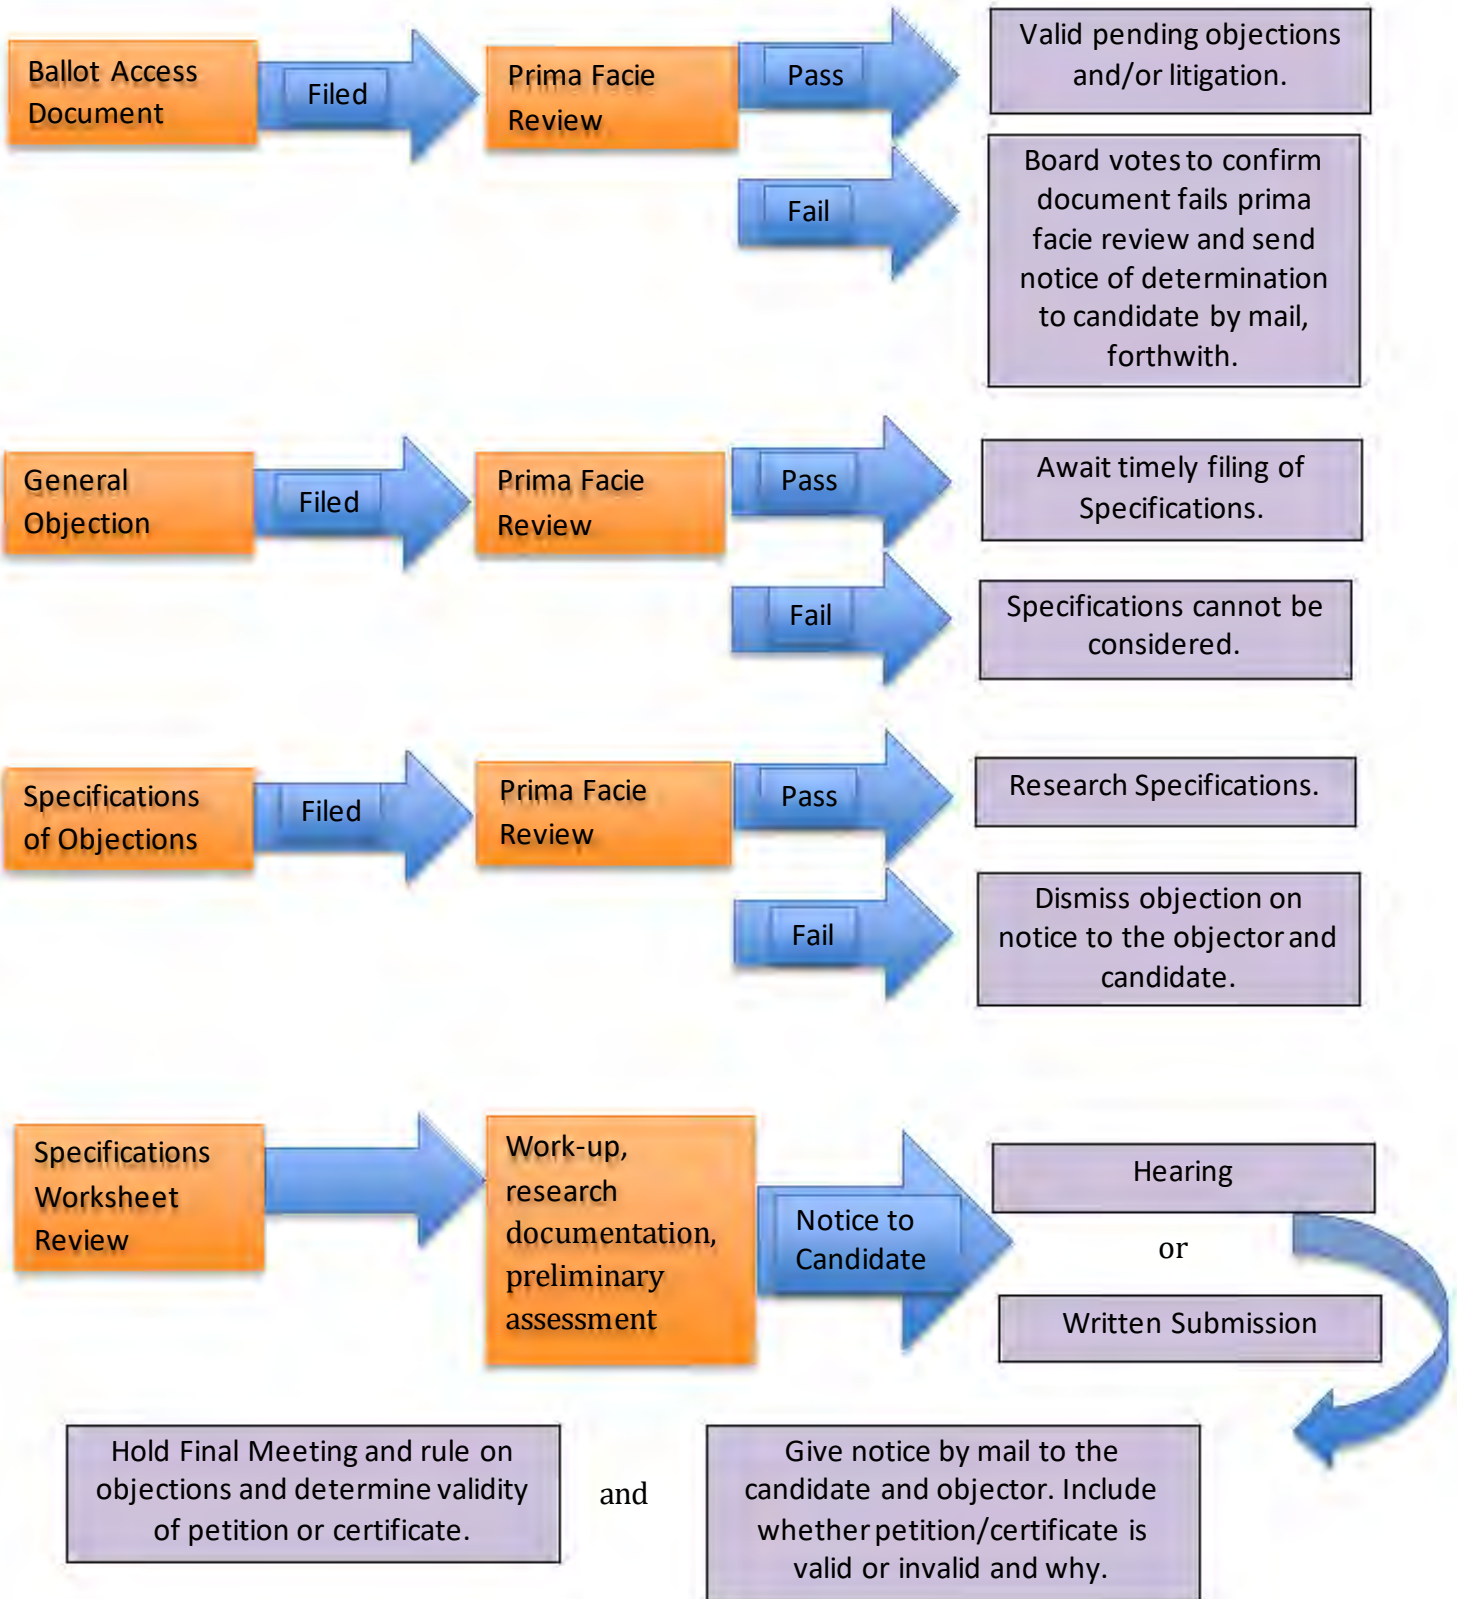 Ballot Access
Document
Filed
Prima Facie
Review
Pass
Valid pending objections
and/or litigation.
Fail
Board votes to confirm
document fails prima
facie review and send
notice of determination
to candidate by mail,
forthwith.
General
Objection
Filed
Prima Facie
Review
Pass
Await timely filing of
Specifications.
Fail
Specifications cannot be
considered.
Specifications
of Objections
Filed
Prima Facie
Review
Pass
Research Specifications.
Fail
Dismiss objection on
notice to the objector and
candidate.
Specifications
Worksheet
Review
Work-up,
research
documentation,
preliminary
assessment
Notice to
Candidate
Hearing
or
Written Submission
Hold Final Meeting and rule on
objections and determine validity
of petition or certificate.
and
Give notice by mail to the
candidate and objector. Include
whether petition/certificate is
valid or invalid and why.